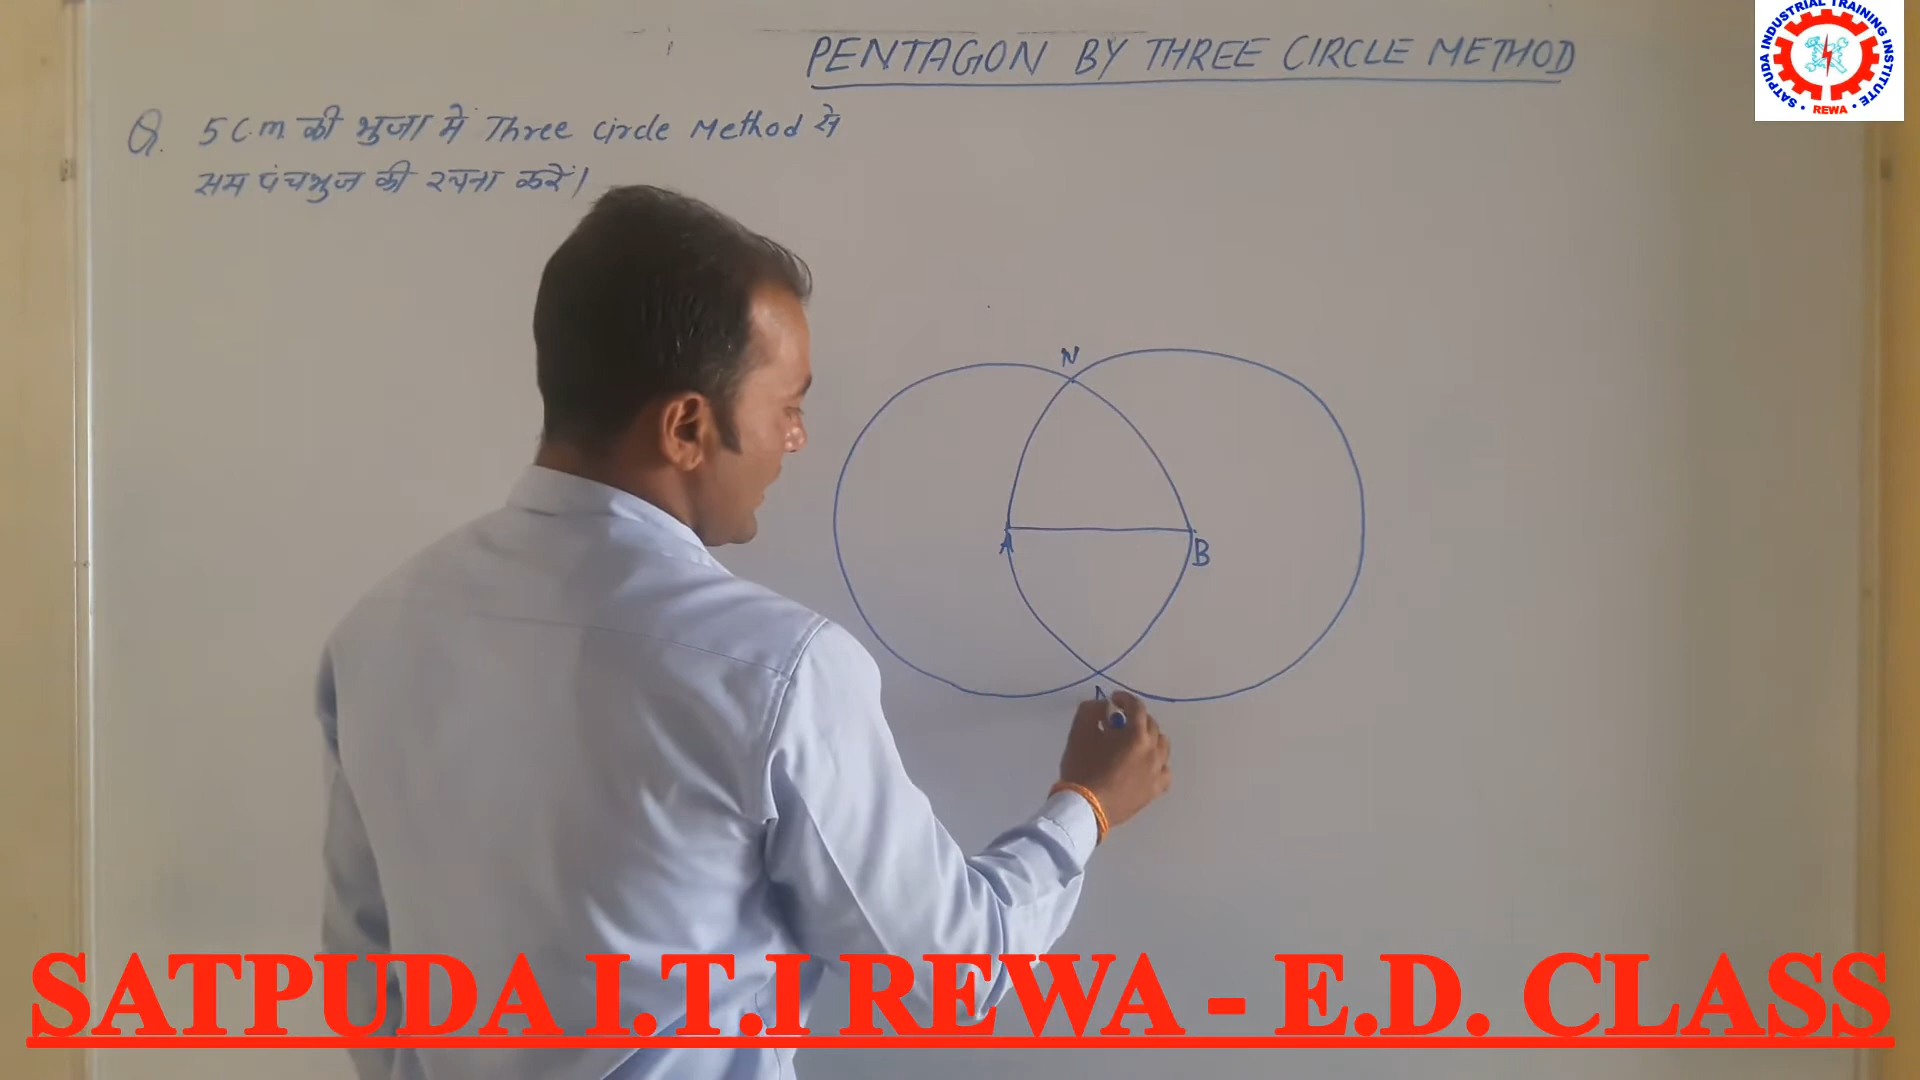 PENTAGON BY THREE CIRCLE METHOD
SATPUDA INDUSTRIAL TRAINING INSTITUTE
REWA
Q. 5 C.m. की भुजा में Three Circle Method से
सम पंचभुज की रचना करें।
N
A
B
SATPUDA I.T.I REWA - E.D. CLASS